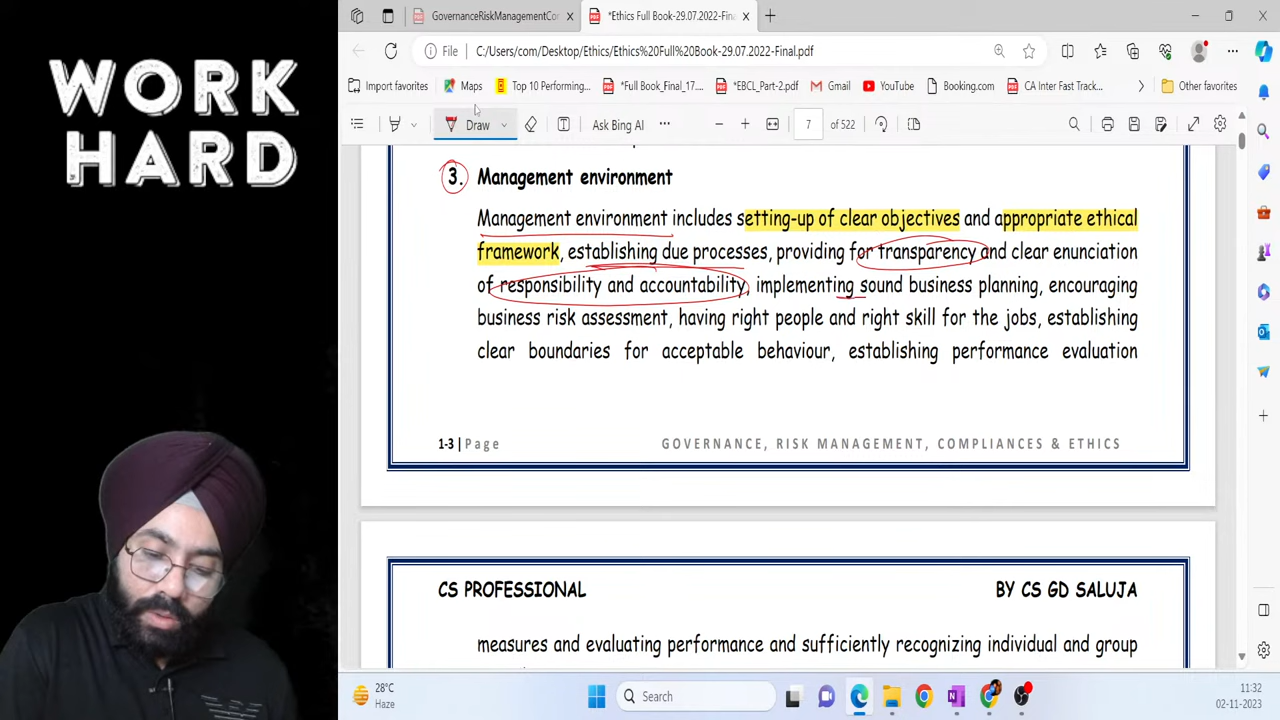 WORK
HARD
GovernanceRiskManagementCor
*Ethics Full Book-29.07.2022-Final.
File
C:/Users/com/Desktop/Ethics/Ethics%20Full%20Book-29.07.2022-Final.pdf
Import favorites
Maps
Top 10 Performing...
*Full Book_Final_17....
*EBCL_Part-2.pdf
Gmail
YouTube
Booking.com
CA Inter Fast Track...
Other favorites
Draw
Ask Bing AI
7
of 522
3. Management environment
Management environment includes setting-up of clear objectives and appropriate ethical
framework, establishing due processes, providing for transparency and clear enunciation
of responsibility and accountability, implementing sound business planning, encouraging
business risk assessment, having right people and right skill for the jobs, establishing
clear boundaries for acceptable behaviour, establishing performance evaluation
1-3 | Page
GOVERNANCE, RISK MANAGEMENT, COMPLIANCES & ETHICS
CS PROFESSIONAL
BY CS GD SALUJA
measures and evaluating performance and sufficiently recognizing individual and group
28°C
Haze
Search
11:32
02-11-2023